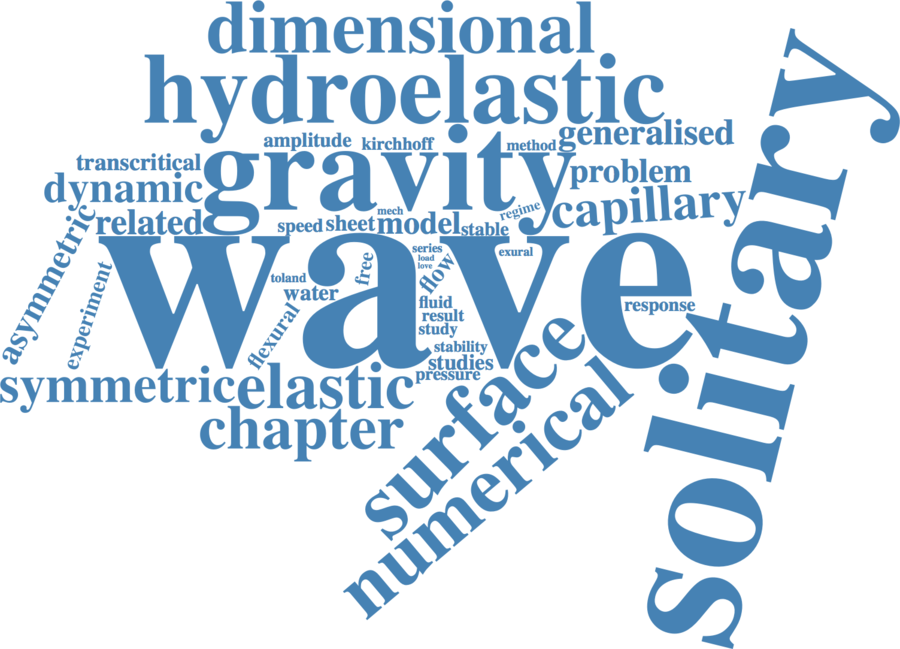 dimensional
hydroelastic
solitary
amplitude
kirchhoff
method
generalised
transcritical
gravity
problem
dynamic
capillary
related
speed
sheet
mech
model
stable
regime
asymmetric
wave
experiment
toland
water
free
flexural
series
load
love
flow
exural
fluid
result
study
response
stability
studies
pressure
symmetric
elastic
surface
chapter
numerical